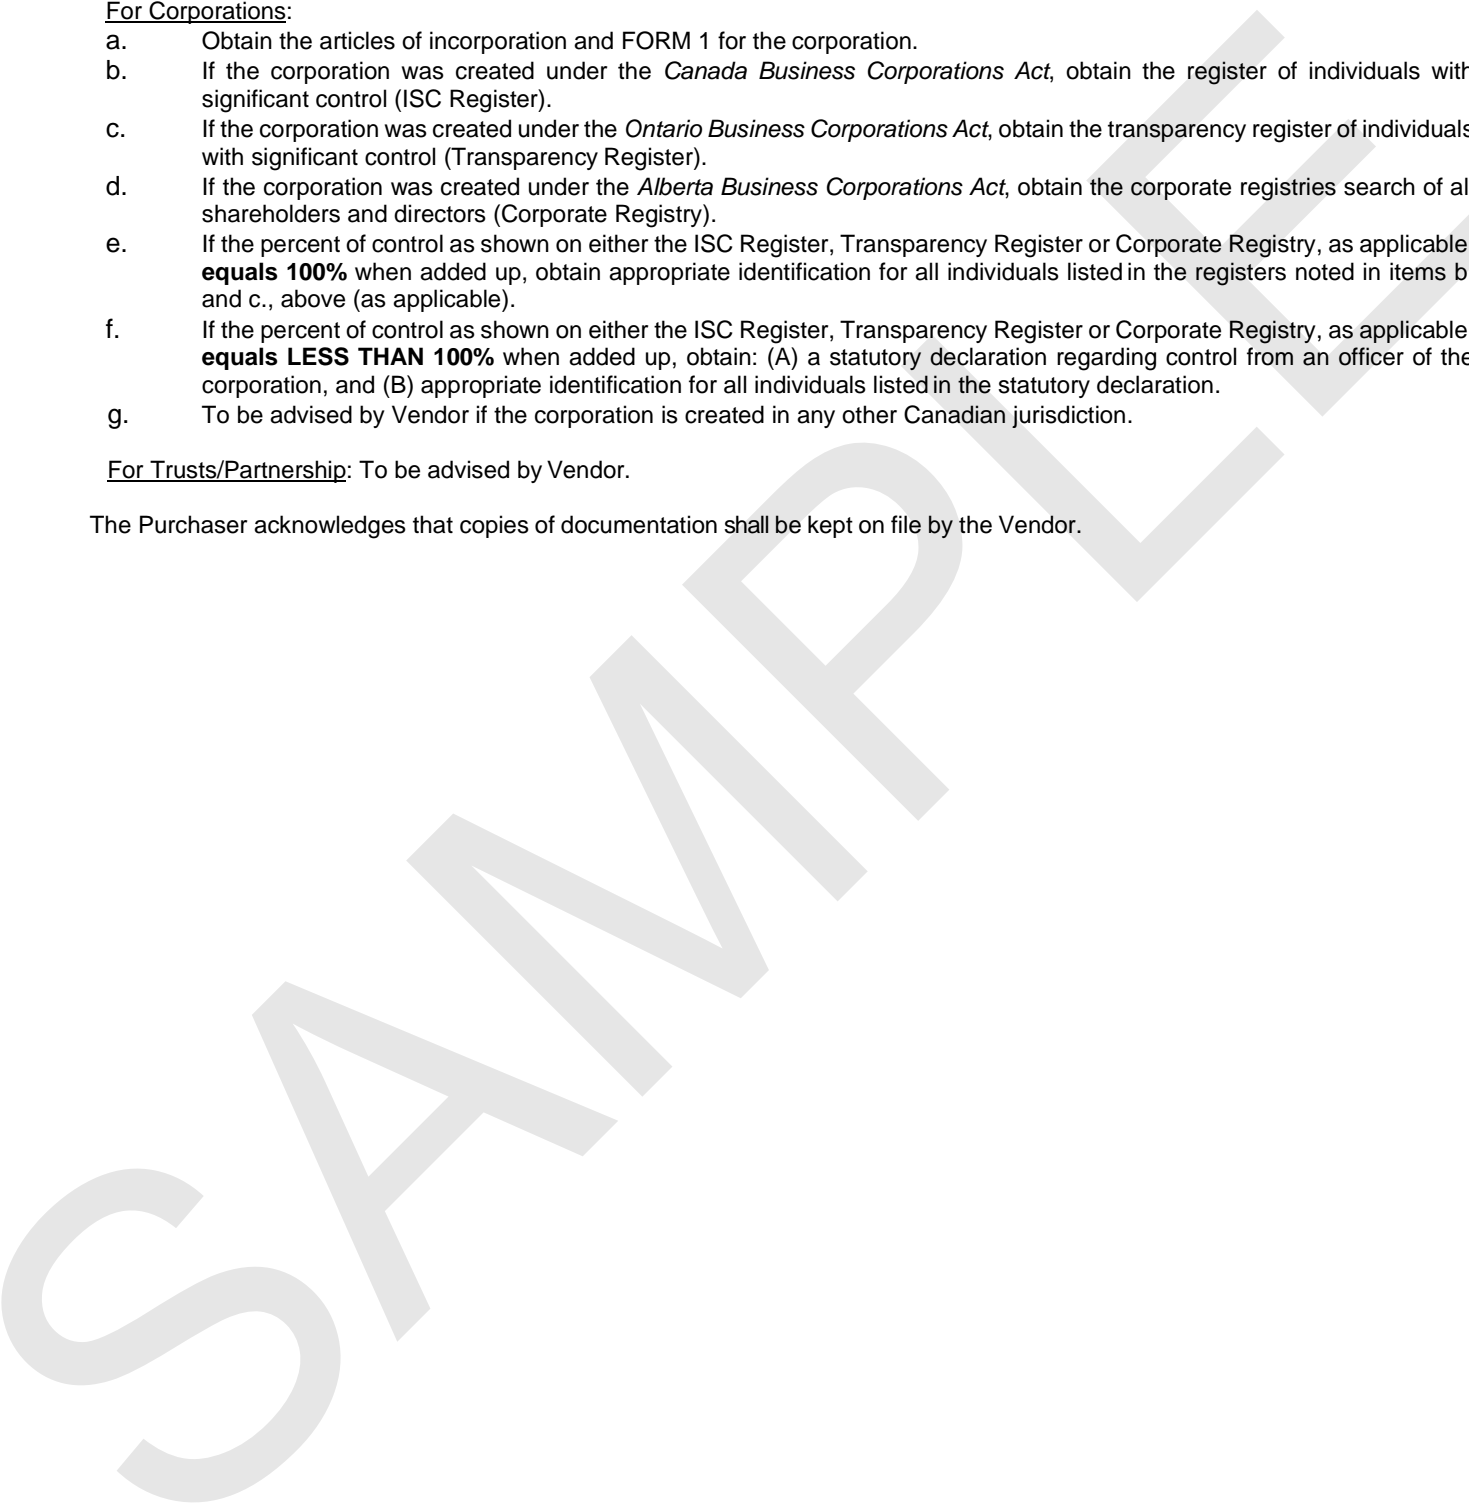 For Corporations:
a. Obtain the articles of incorporation and FORM 1 for the corporation.
b. If the corporation was created under the Canada Business Corporations Act, obtain the register of individuals with
significant control (ISC Register).
c. If the corporation was created under the Ontario Business Corporations Act, obtain the transparency register of individuals
with significant control (Transparency Register).
d. If the corporation was created under the Alberta Business Corporations Act, obtain the corporate registries search of al
shareholders and directors (Corporate Registry).
e. If the percent of control as shown on either the ISC Register, Transparency Register or Corporate Registry, as applicable
equals 100% when added up, obtain appropriate identification for all individuals listed in the registers noted in items b
and c., above (as applicable).
f. If the percent of control as shown on either the ISC Register, Transparency Register or Corporate Registry, as applicable
equals LESS THAN 100% when added up, obtain: (A) a statutory declaration regarding control from an officer of the
corporation, and (B) appropriate identification for all individuals listed in the statutory declaration.
g. To be advised by Vendor if the corporation is created in any other Canadian jurisdiction.
For Trusts/Partnership: To be advised by Vendor.
The Purchaser acknowledges that copies of documentation shall be kept on file by the Vendor.
SAMPLE